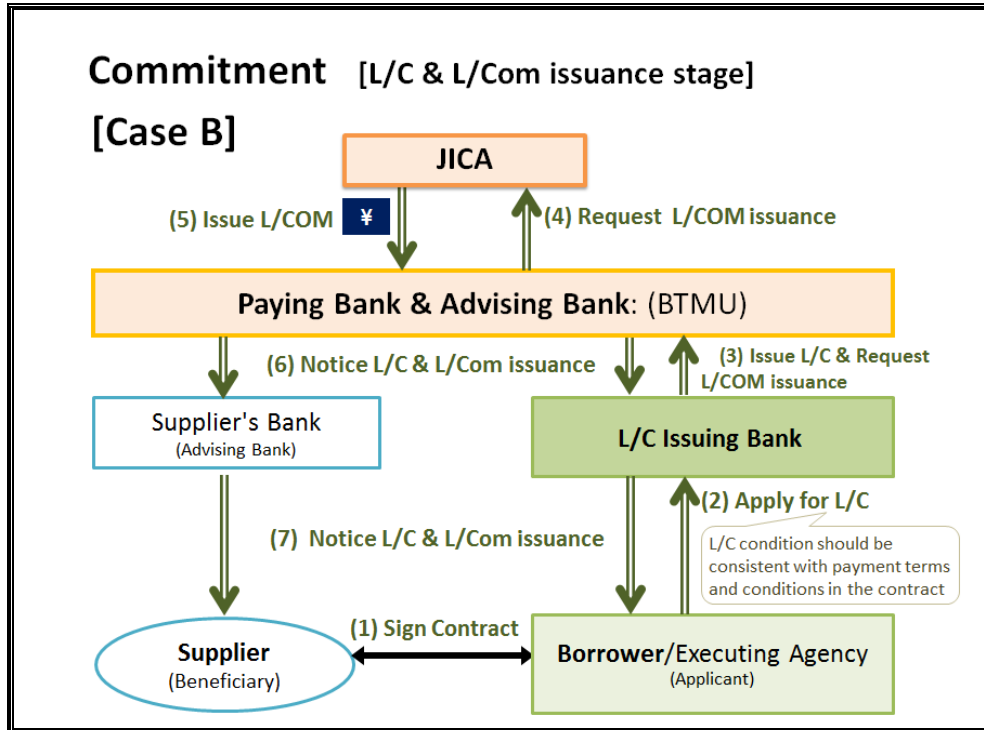 Commitment [L/C & L/Com issuance stage]
[Case B]
JICA
(5) Issue L/COM
¥
(4) Request L/COM issuance
Paying Bank & Advising Bank: (BTMU)
(6) Notice L/C & L/Com issuance
(3) Issue L/C & Request
L/COM issuance
Supplier's Bank
(Advising Bank)
L/C Issuing Bank
(2) Apply for L/C
L/C condition should be
consistent with payment terms
and conditions in the contract
(7) Notice L/C & L/Com issuance
(1) Sign Contract
Supplier
(Beneficiary)
Borrower/Executing Agency
(Applicant)